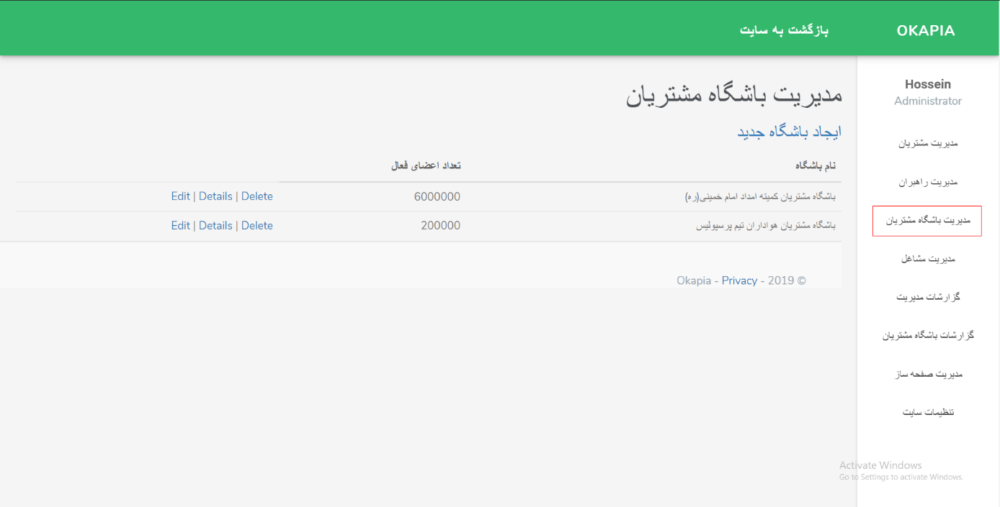 OKAPIA
بازگشت به سایت
Hossein
Administrator
مدیریت مشتریان
مدیریت راهبران
مدیریت باشگاه مشتریان
مدیریت مشاغل
گزارشات مدیریت
گزارشات باشگاه مشتریان
مدیریت صفحه ساز
تنظیمات سایت
مدیریت باشگاه مشتریان
ایجاد باشگاه جدید
نام باشگاه تعداد اعضای فعال
باشگاه مشتریان کمیته امداد امام خمینی(ره) 6000000 Edit | Details | Delete
باشگاه مشتریان هواداران تیم پرسپولیس 200000 Edit | Details | Delete
Okapia - Privacy - 2019 ©
Activate Windows
Go to Settings to activate Windows.